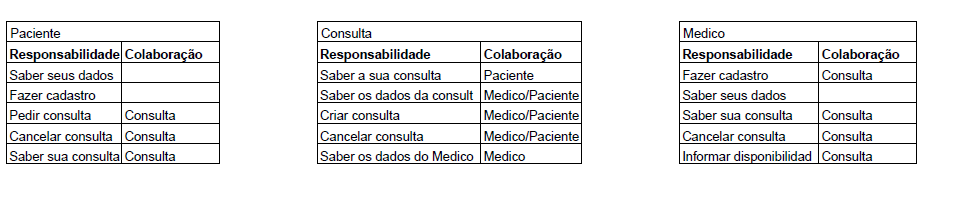 Paciente
Responsabilidade Colaboração
Saber seus dados
Fazer cadastro
Pedir consulta Consulta
Cancelar consulta Consulta
Saber sua consulta Consulta
Consulta
Responsabilidade Colaboração
Saber a sua consulta Paciente
Saber os dados da consult Medico/Paciente
Criar consulta Medico/Paciente
Cancelar consulta Medico/Paciente
Saber os dados do Medico Medico
Medico
Responsabilidade Colaboração
Fazer cadastro Consulta
Saber seus dados
Saber sua consulta Consulta
Cancelar consulta Consulta
Informar disponibilidad Consulta